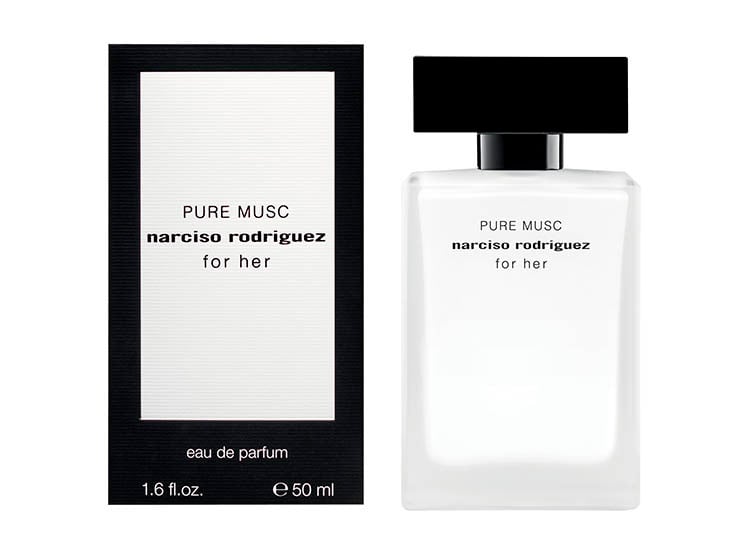 PURE MUSC
narciso rodriguez
for her
eau de parfum
1.6 fl.oz. ℮ 50 ml
PURE MUSC
narciso rodriguez
for her